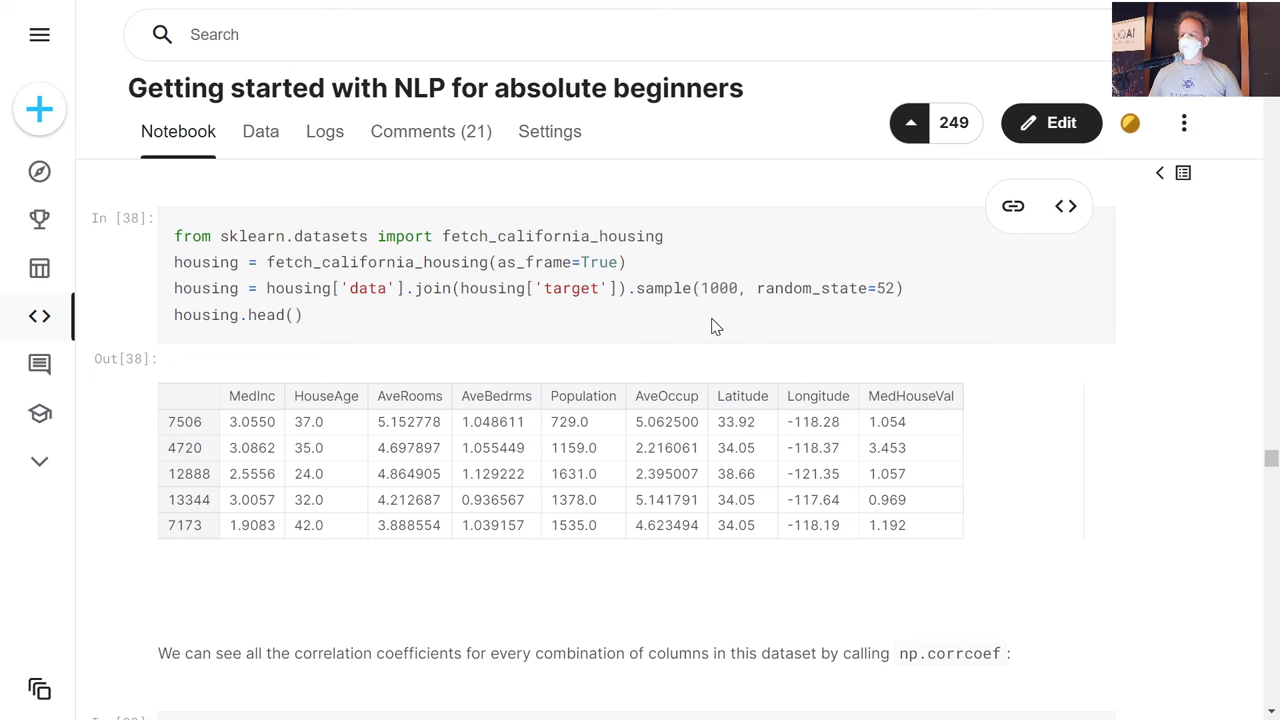 Search
UQAI
Getting started with NLP for absolute beginners
Notebook Data Logs Comments (21) Settings
249 Edit
In [38]:
from sklearn.datasets import fetch_california_housing
housing = fetch_california_housing(as_frame=True)
housing = housing['data'].join(housing['target']).sample(1000, random_state=52)
housing.head()
Out[38]:
MedInc HouseAge AveRooms AveBedrms Population AveOccup Latitude Longitude MedHouseVal
7506 3.0550 37.0 5.152778 1.048611 729.0 5.062500 33.92 -118.28 1.054
4720 3.0862 35.0 4.697897 1.055449 1159.0 2.216061 34.05 -118.37 3.453
12888 2.5556 24.0 4.864905 1.129222 1631.0 2.395007 38.66 -121.35 1.057
13344 3.0057 32.0 4.212687 0.936567 1378.0 5.141791 34.05 -117.64 0.969
7173 1.9083 42.0 3.888554 1.039157 1535.0 4.623494 34.05 -118.19 1.192
We can see all the correlation coefficients for every combination of columns in this dataset by calling np.corrcoef :